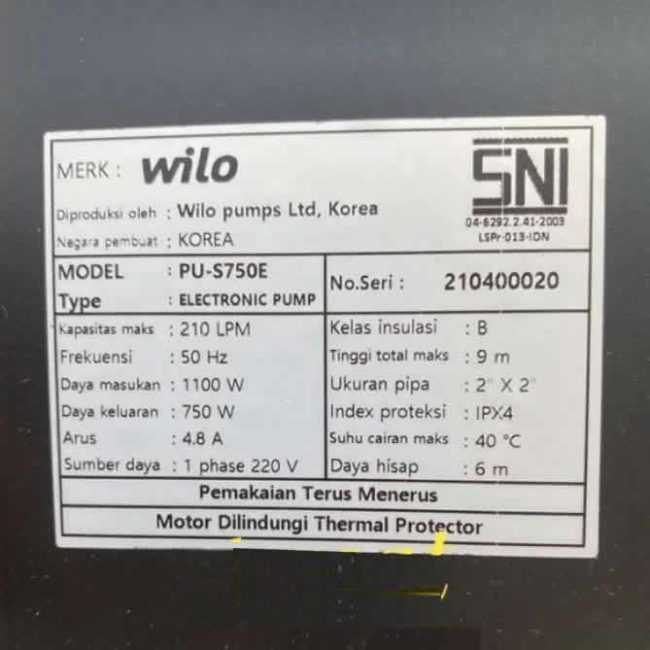 MERK : wilo
SNI
Diproduksi oleh : Wilo pumps Ltd, Korea
04-6292.2.41-2003
Negara pembuat : KOREA
LSPr-013-IDN
MODEL : PU-S750E
Type : ELECTRONIC PUMP
No.Seri : 210400020
Kapasitas maks : 210 LPM
Frekuensi : 50 Hz
Daya masukan : 1100 W
Daya keluaran : 750 W
Arus : 4.8 A
Sumber daya : 1 phase 220 V
Kelas insulasi : B
Tinggi total maks : 9 m
Ukuran pipa : 2" X 2"
Index proteksi : IPX4
Suhu cairan maks : 40 °C
Daya hisap : 6 m
Pemakaian Terus Menerus
Motor Dilindungi Thermal Protector